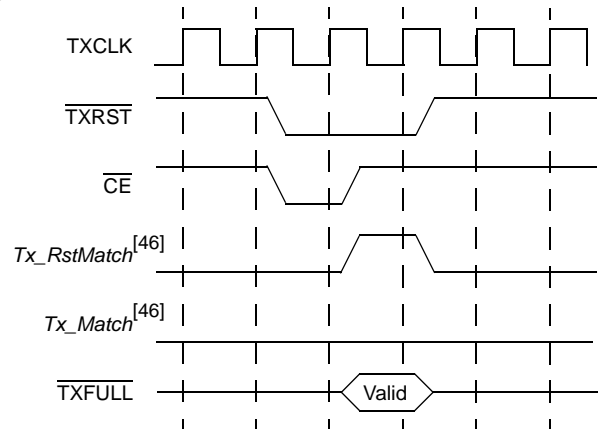 TXCLK
TXRST
CE
Tx_RstMatch[46]
Tx_Match[46]
TXFULL Valid